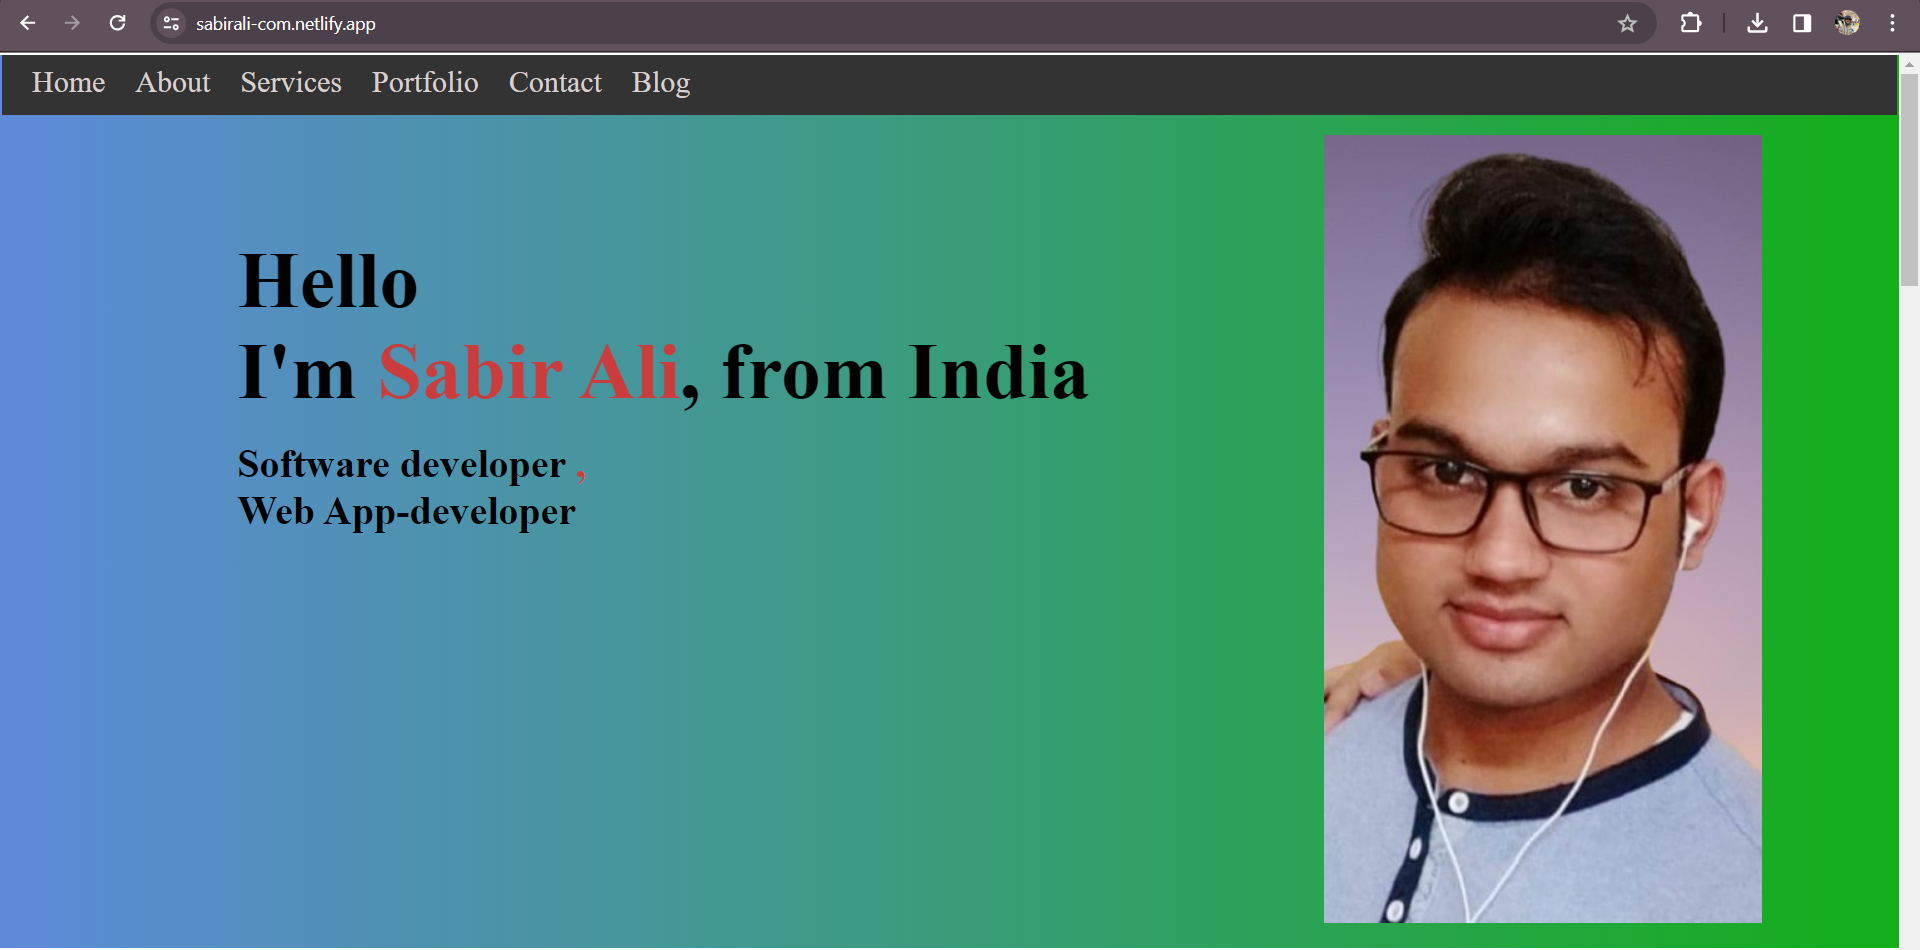 sabirali-com.netlify.app
Home About Services Portfolio Contact Blog
Hello
I'm Sabir Ali, from India
Software developer ,
Web App-developer